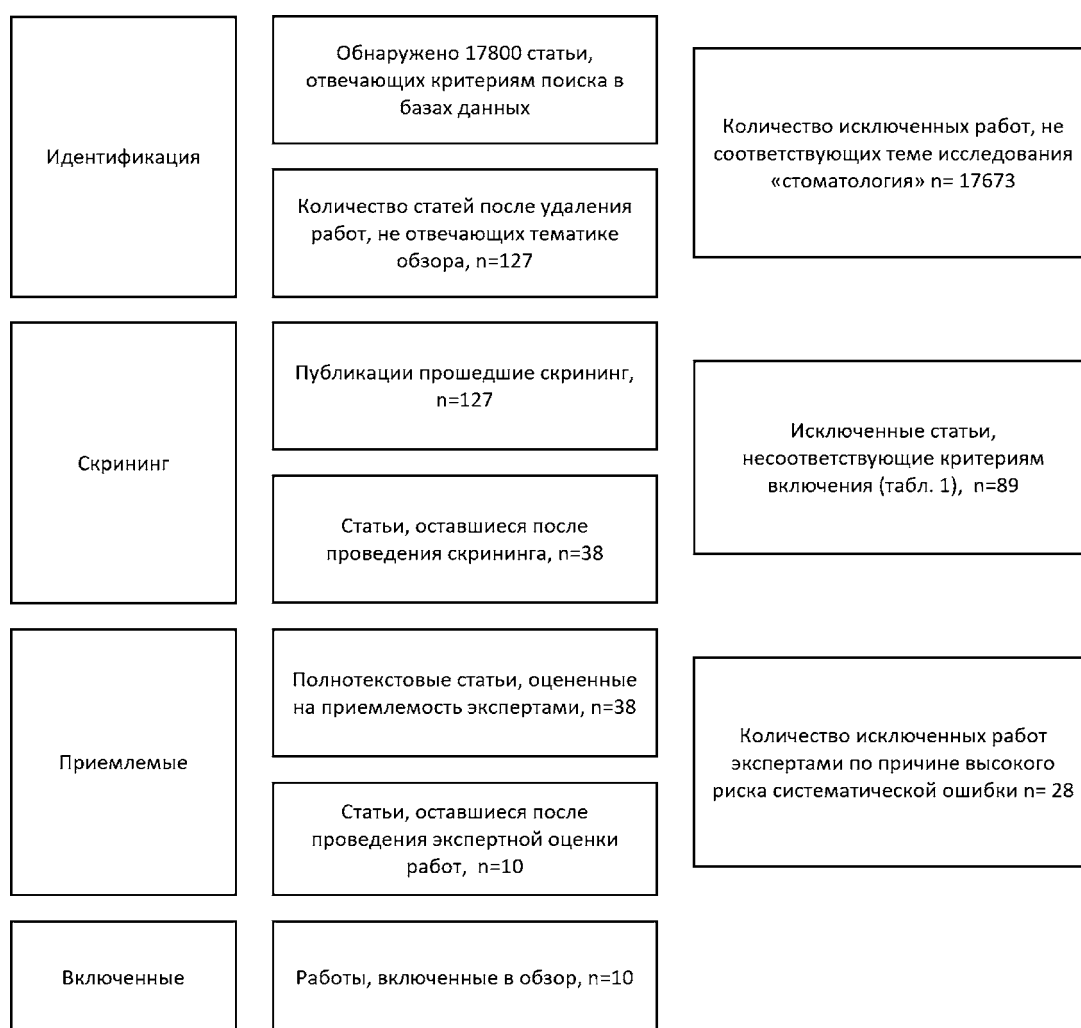 Идентификация
Обнаружено 17800 статьи,
отвечающих критериям поиска в
базах данных
Количество статей после удаления
работ, не отвечающих тематике
обзора, n=127
Количество исключенных работ, не
соответствующих теме исследования
«стоматология» n= 17673
Скрининг
Публикации прошедшие скрининг,
n=127
Статьи, оставшиеся после
проведения скрининга, n=38
Исключенные статьи,
несоответствующие критериям
включения (табл. 1), n=89
Приемлемые
Полнотекстовые статьи, оцененные
на приемлемость экспертами, n=38
Статьи, оставшиеся после
проведения экспертной оценки
работ, n=10
Количество исключенных работ
экспертами по причине высокого
риска систематической ошибки n= 28
Включенные
Работы, включенные в обзор, n=10